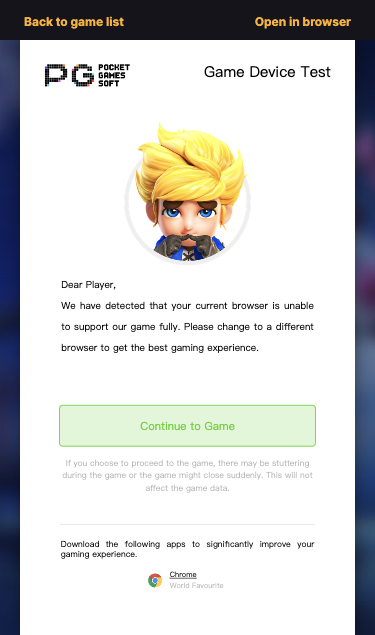 Back to game list
Open in browser
PG POCKET GAMES SOFT
Game Device Test
Dear Player,
We have detected that your current browser is unable
to support our game fully. Please change to a different
browser to get the best gaming experience.
Continue to Game
If you choose to proceed to the game, there may be stuttering
during the game or the game might close suddenly. This will not
affect the game data.
Download the following apps to significantly improve your
gaming experience.
Chrome
World Favourite